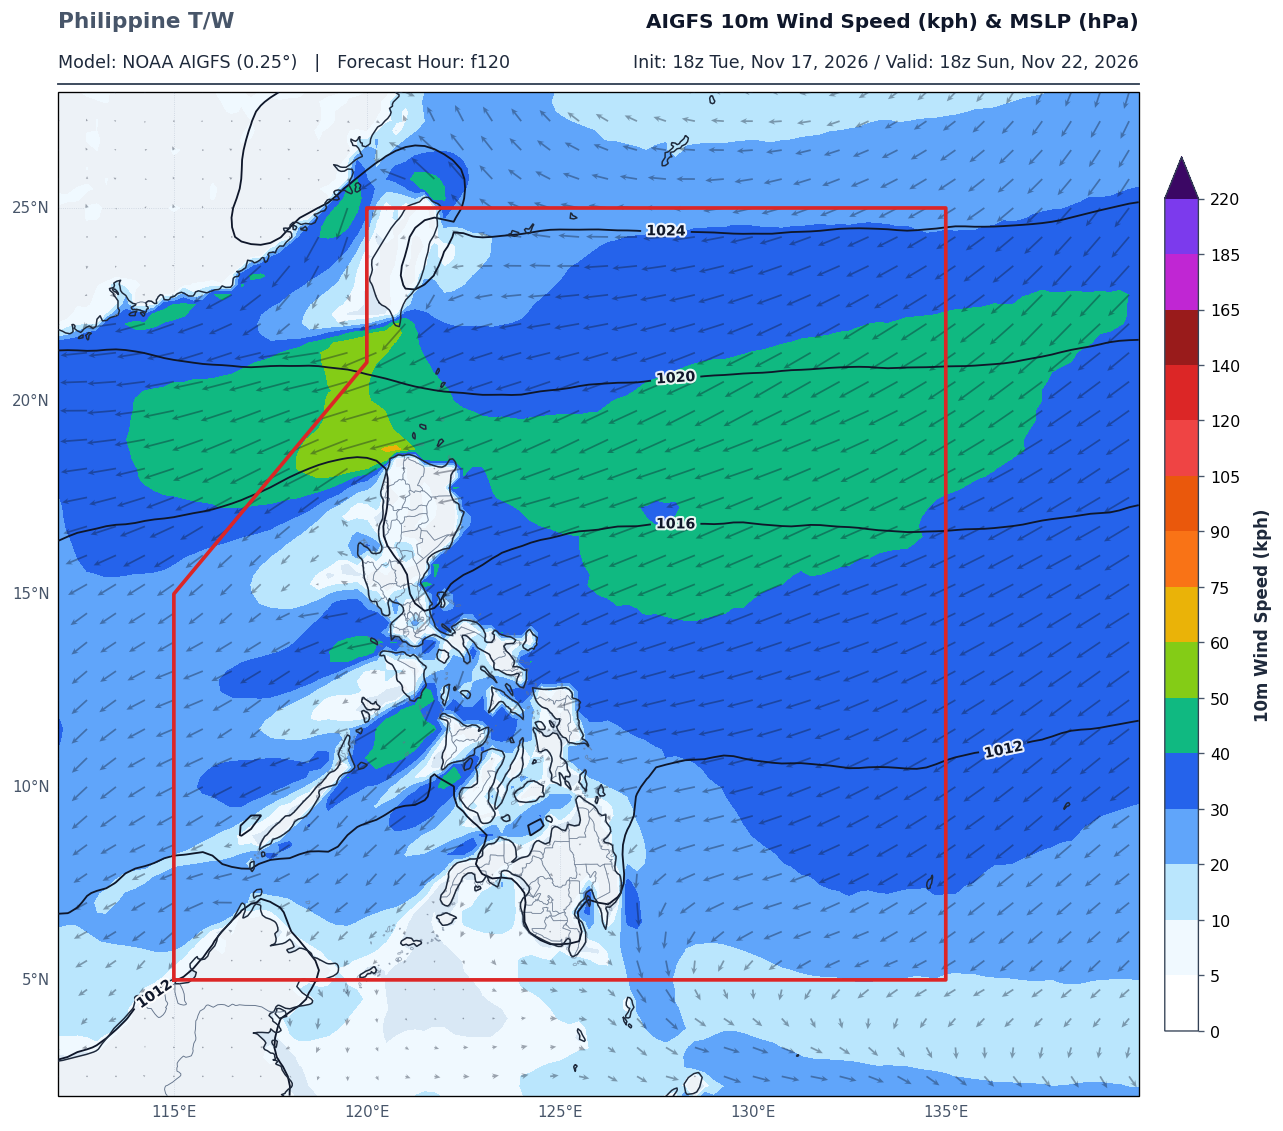 Philippine T/W
AIGFS 10m Wind Speed (kph) & MSLP (hPa)
Model: NOAA AIGFS (0.25°) | Forecast Hour: f120
Init: 18z Tue, Nov 17, 2026 / Valid: 18z Sun, Nov 22, 2026
25°N
20°N
15°N
10°N
5°N
115°E
120°E
125°E
130°E
135°E
1024
1020
1016
1012
1012
220
185
165
140
120
105
90
75
60
50
40
30
20
10
5
0
10m Wind Speed (kph)